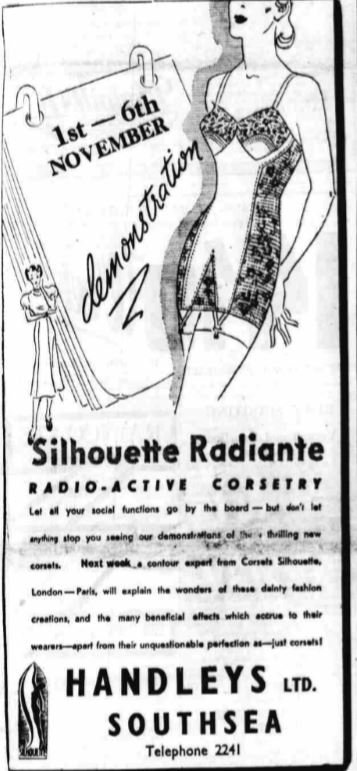 1st — 6th
NOVEMBER
demonstration
Silhouette Radiante
RADIO-ACTIVE CORSETRY
Let all your social functions go by the board — but don't let
anything stop you seeing our demonstrations of thrilling new
corsets. Next week a contour expert from Corsets Silhouette,
London — Paris, will explain the wonders of these dainty fashion
creations, and the many beneficial effects which accrue to their
wearers—apart from their unquestionable perfection as—just corsets!
SILHOUETTE
HANDLEYS LTD.
SOUTHSEA
Telephone 2241